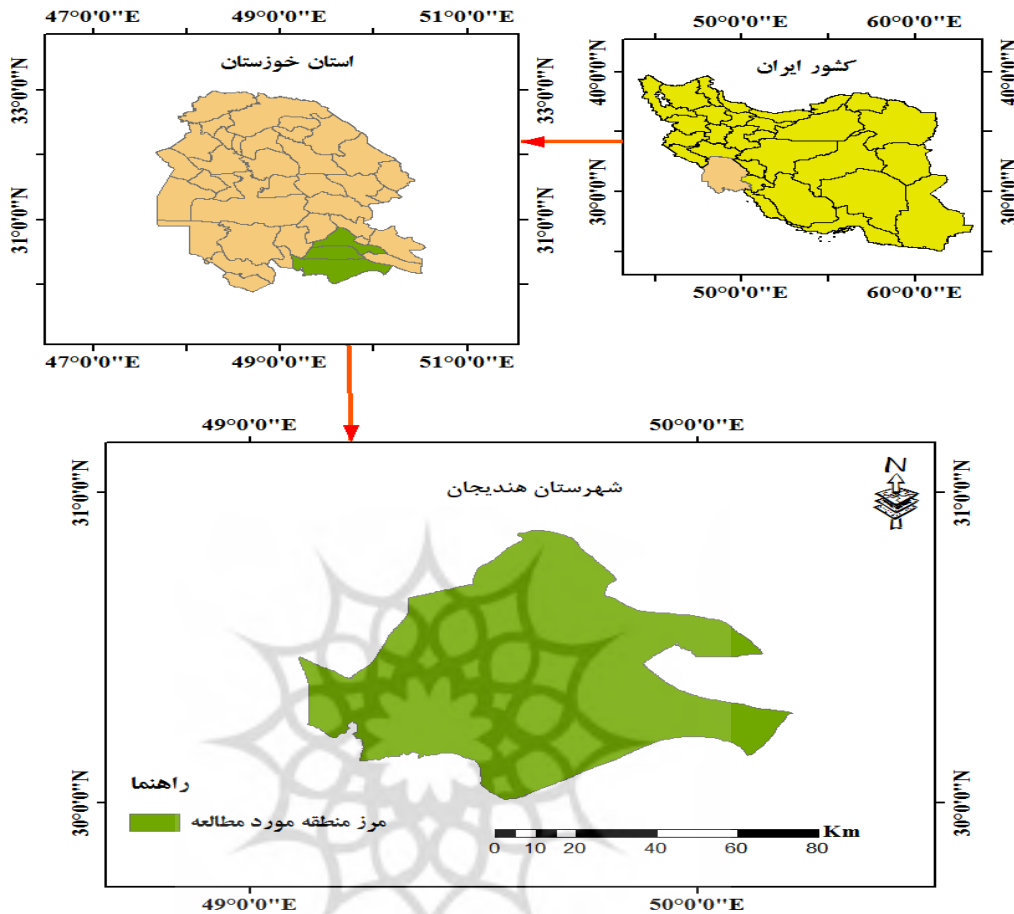 47°0'0"E 49°0'0"E 51°0'0"E
50°0'0"E 60°0'0"E
استان خوزستان
کشور ایران
33°0'0"N 33°0'0"N
31°0'0"N 31°0'0"N
40°0'0"N 40°0'0"N
30°0'0"N 30°0'0"N
47°0'0"E 49°0'0"E 51°0'0"E
50°0'0"E 60°0'0"E
49°0'0"E 50°0'0"E
شهرستان هندیجان
N
31°0'0"N 31°0'0"N
راهنما
مرز منطقه مورد مطالعه
30°0'0"N 30°0'0"N
Km
0 10 20 40 60 80
49°0'0"E 50°0'0"E